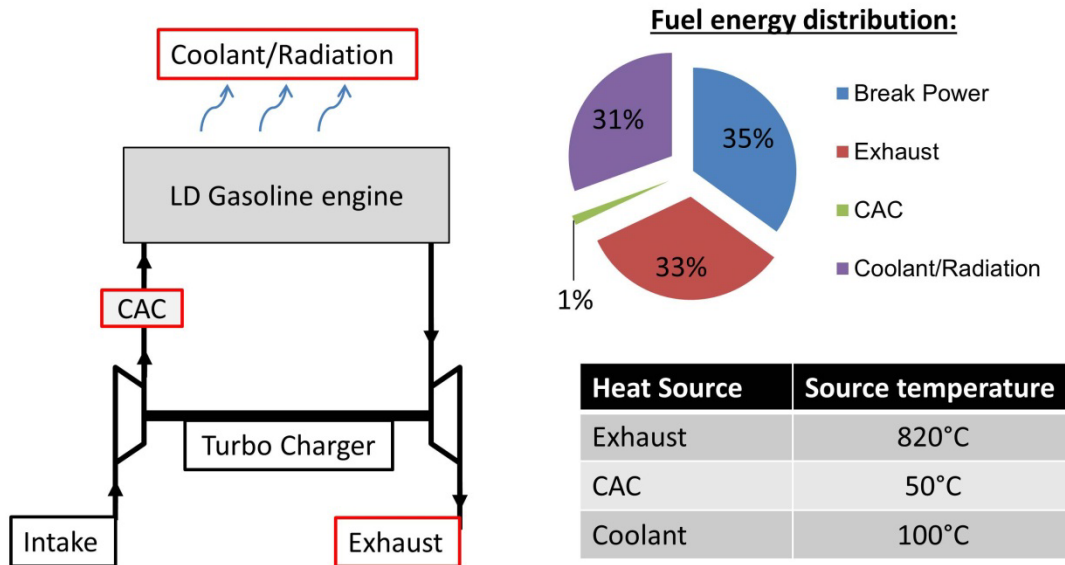 Coolant/Radiation
LD Gasoline engine
CAC
Turbo Charger
Intake
Exhaust
Fuel energy distribution:
31%
35%
33%
1%
Break Power
Exhaust
CAC
Coolant/Radiation
Heat Source Source temperature
Exhaust 820°C
CAC 50°C
Coolant 100°C